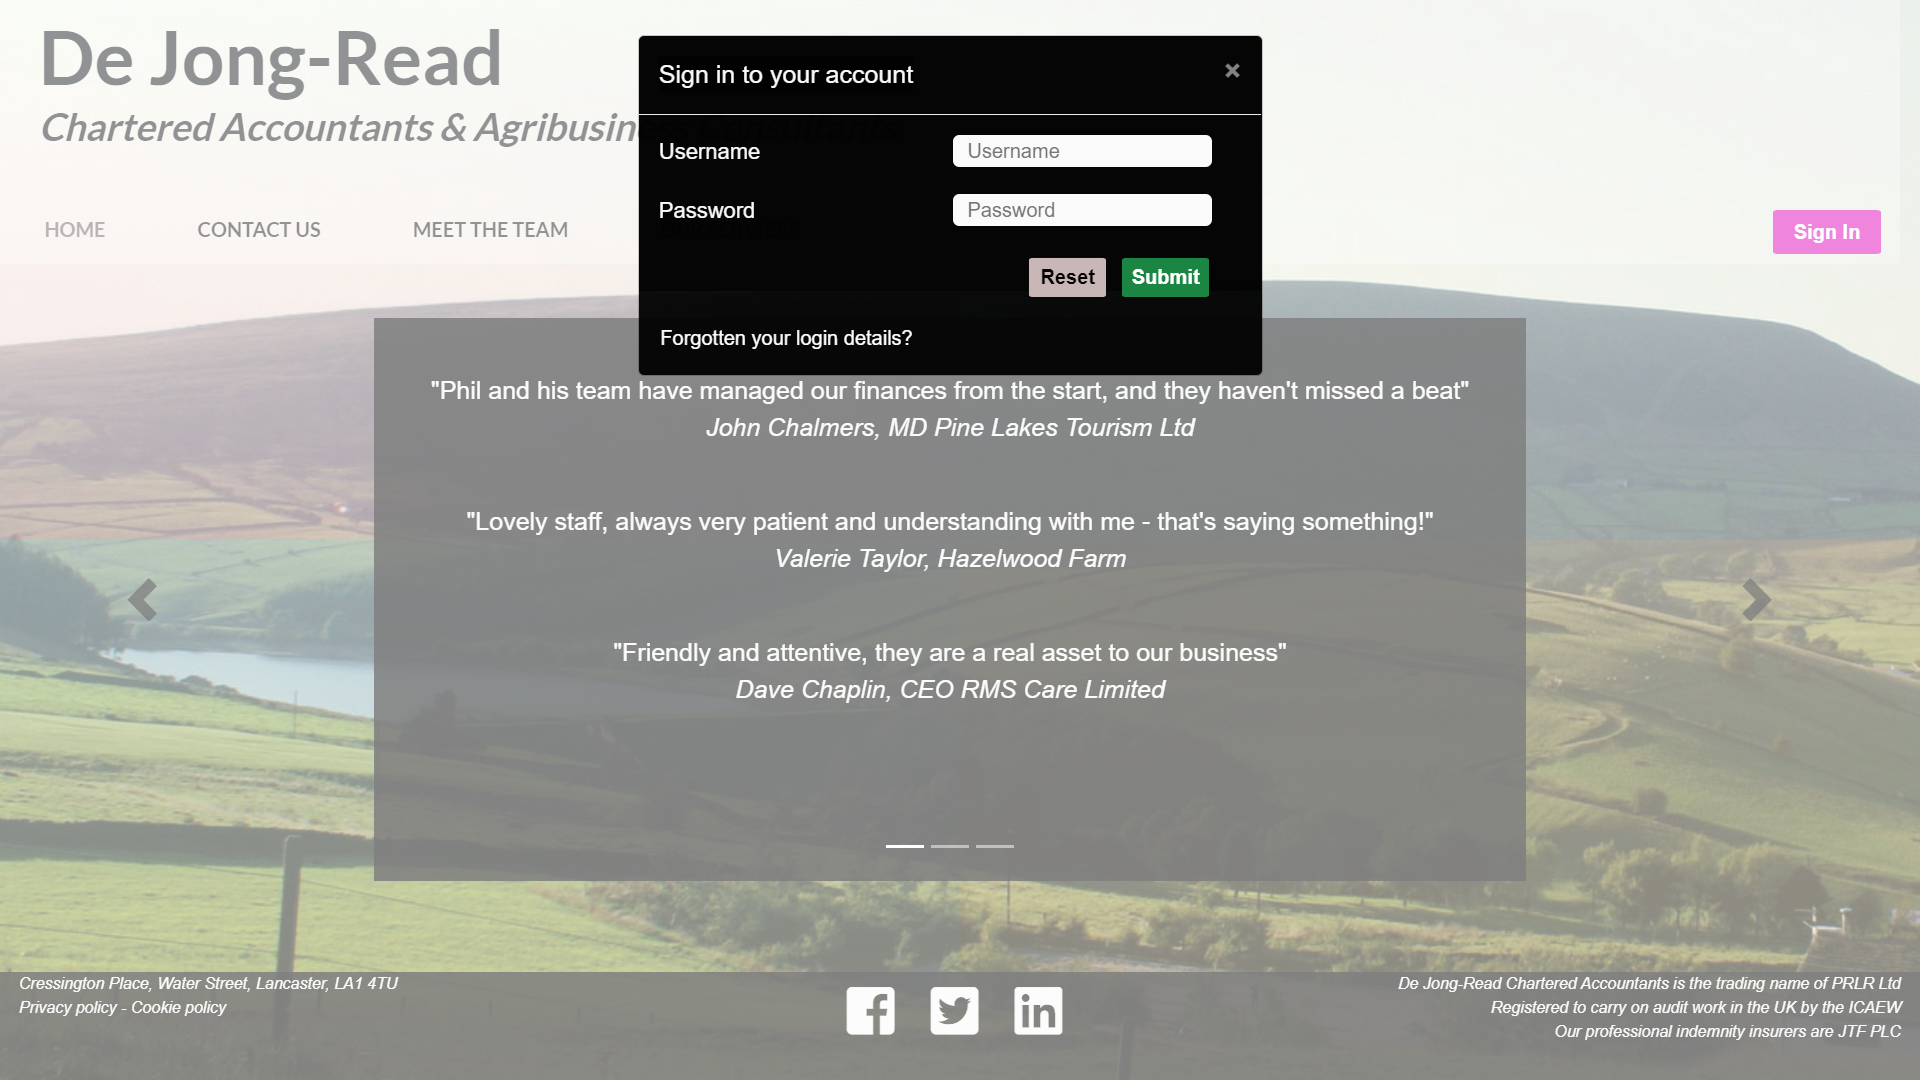 De Jong-Read
Chartered Accountants & Agribusiness Consultants
HOME
CONTACT US
MEET THE TEAM
Sign In
Sign in to your account
×
Username
Username
Password
Password
Reset
Submit
Forgotten your login details?
"Phil and his team have managed our finances from the start, and they haven't missed a beat"
John Chalmers, MD Pine Lakes Tourism Ltd
"Lovely staff, always very patient and understanding with me - that's saying something!"
Valerie Taylor, Hazelwood Farm
"Friendly and attentive, they are a real asset to our business"
Dave Chaplin, CEO RMS Care Limited
Cressington Place, Water Street, Lancaster, LA1 4TU
Privacy policy - Cookie policy
De Jong-Read Chartered Accountants is the trading name of PRLR Ltd
Registered to carry on audit work in the UK by the ICAEW
Our professional indemnity insurers are JTF PLC